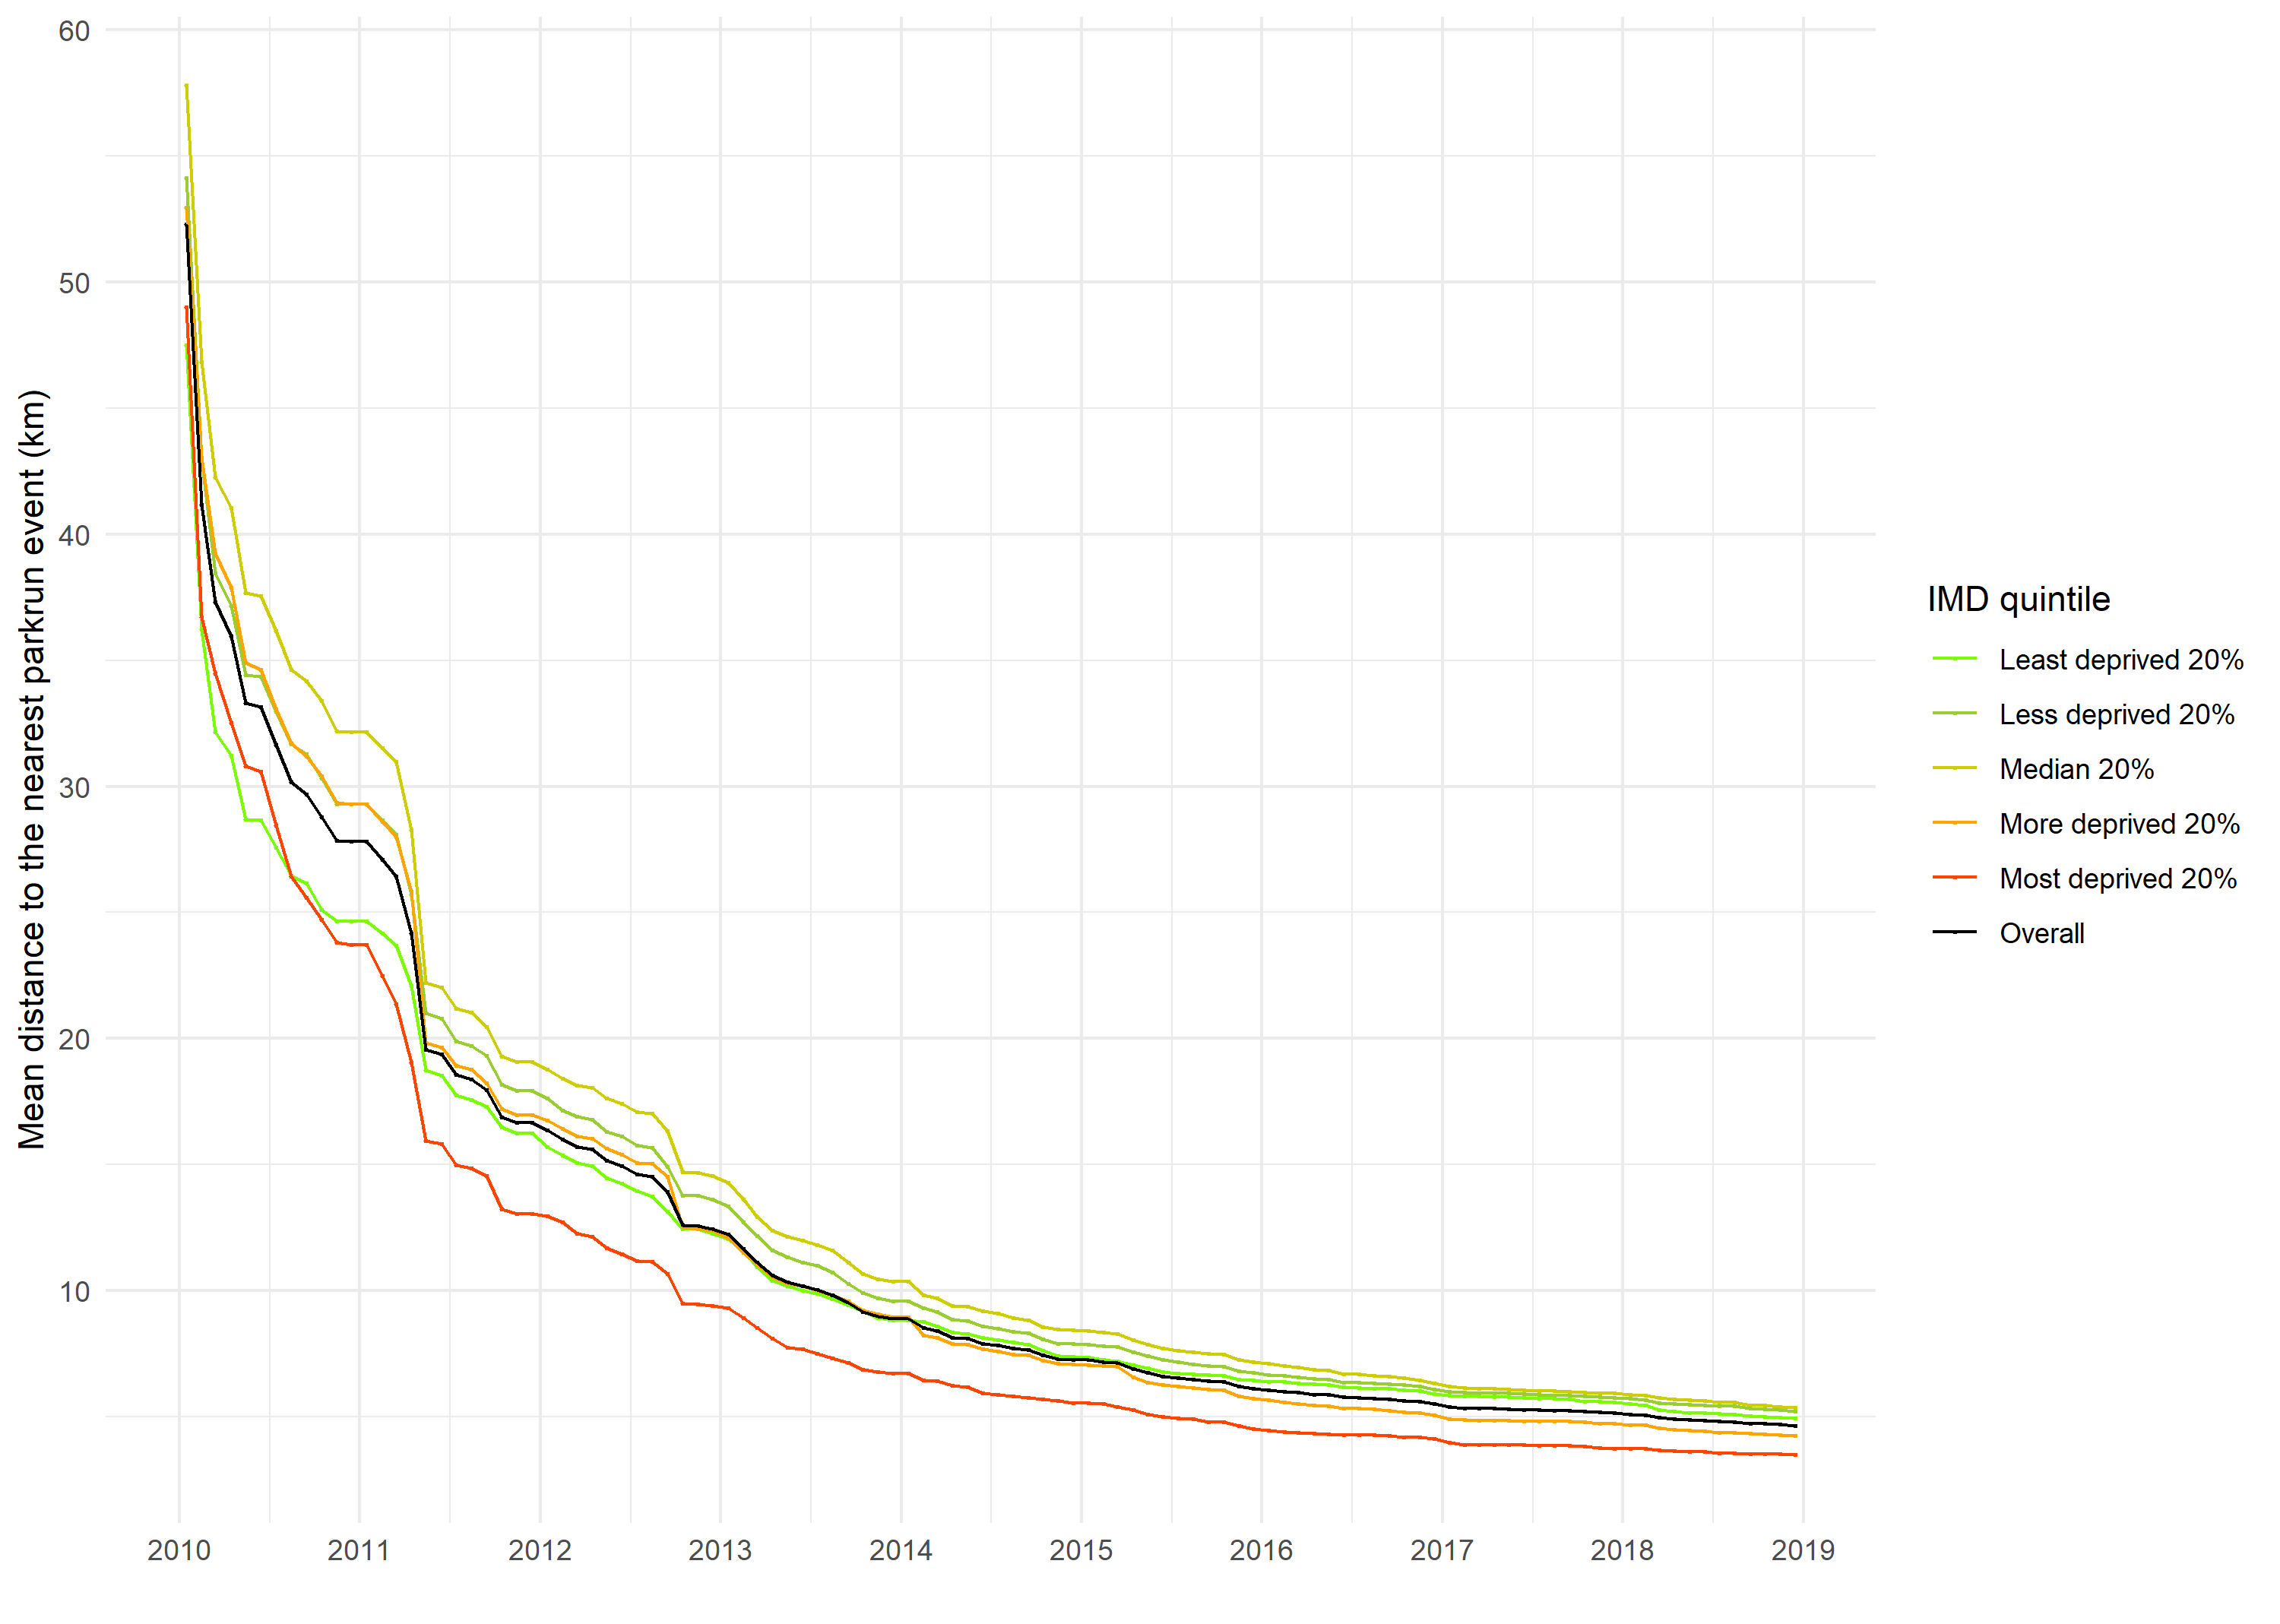 Mean distance to the nearest parkrun event (km)
60
50
40
30
20
10
2010 2011 2012 2013 2014 2015 2016 2017 2018 2019
IMD quintile
Least deprived 20%
Less deprived 20%
Median 20%
More deprived 20%
Most deprived 20%
Overall